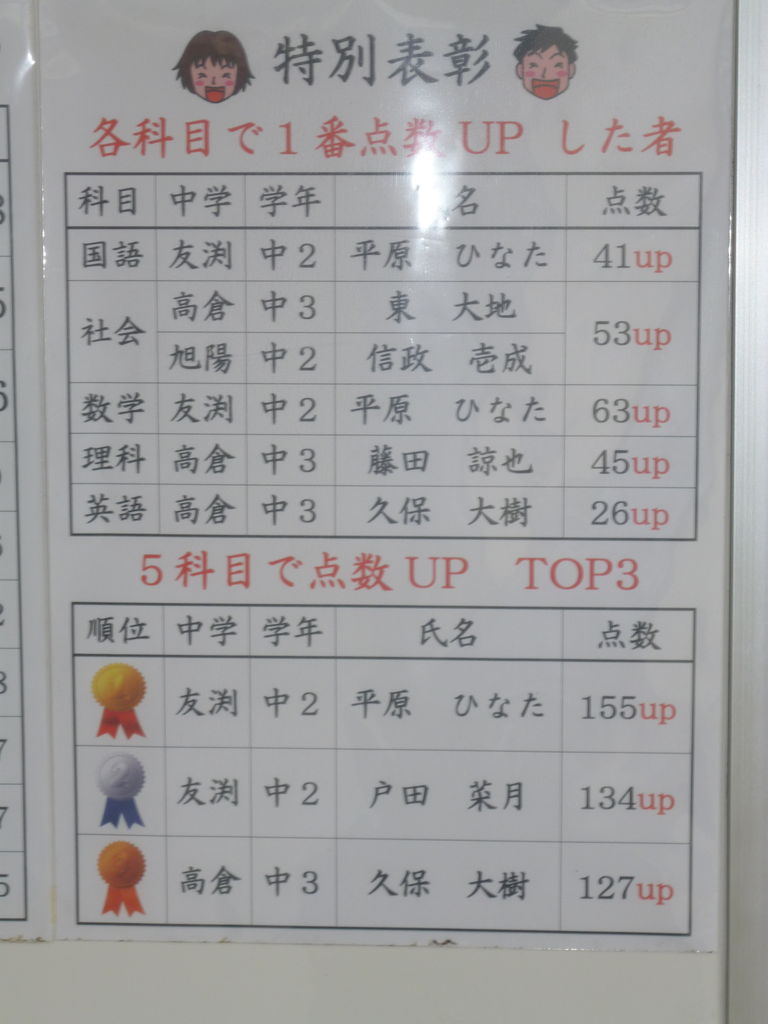 特別表彰
各科目で1番点数UP した者
科目 中学 学年 氏名 点数
国語 友渕 中2 平原 ひなた 41up
社会 高倉 中3 東 大地 53up
旭陽 中2 信政 壱成
数学 友渕 中2 平原 ひなた 63up
理科 高倉 中3 藤田 諒也 45up
英語 高倉 中3 久保 大樹 26up
5科目で点数UP TOP3
順位 中学 学年 氏名 点数
1 友渕 中2 平原 ひなた 155up
2 友渕 中2 戸田 菜月 134up
3 高倉 中3 久保 大樹 127up